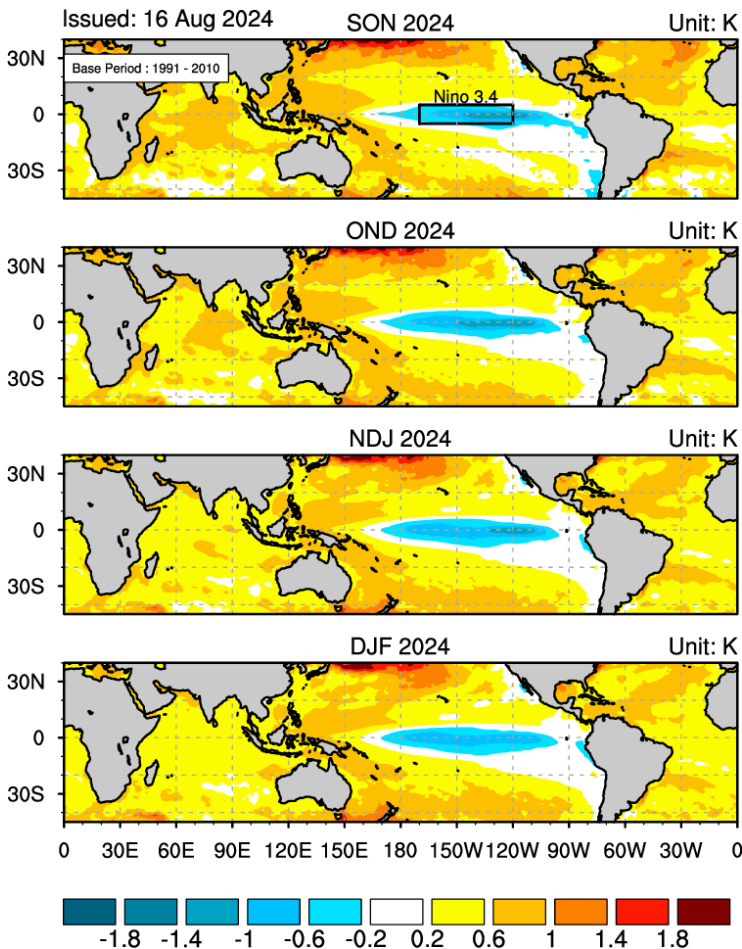 Issued: 16 Aug 2024 SON 2024 Unit: K
30N
Base Period : 1991 - 2010
Nino 3.4
0
30S
OND 2024 Unit: K
30N
0
30S
NDJ 2024 Unit: K
30N
0
30S
DJF 2024 Unit: K
30N
0
30S
0 30E 60E 90E 120E 150E 180 150W 120W 90W 60W 30W 0
-1.8 -1.4 -1 -0.6 -0.2 0.2 0.6 1 1.4 1.8